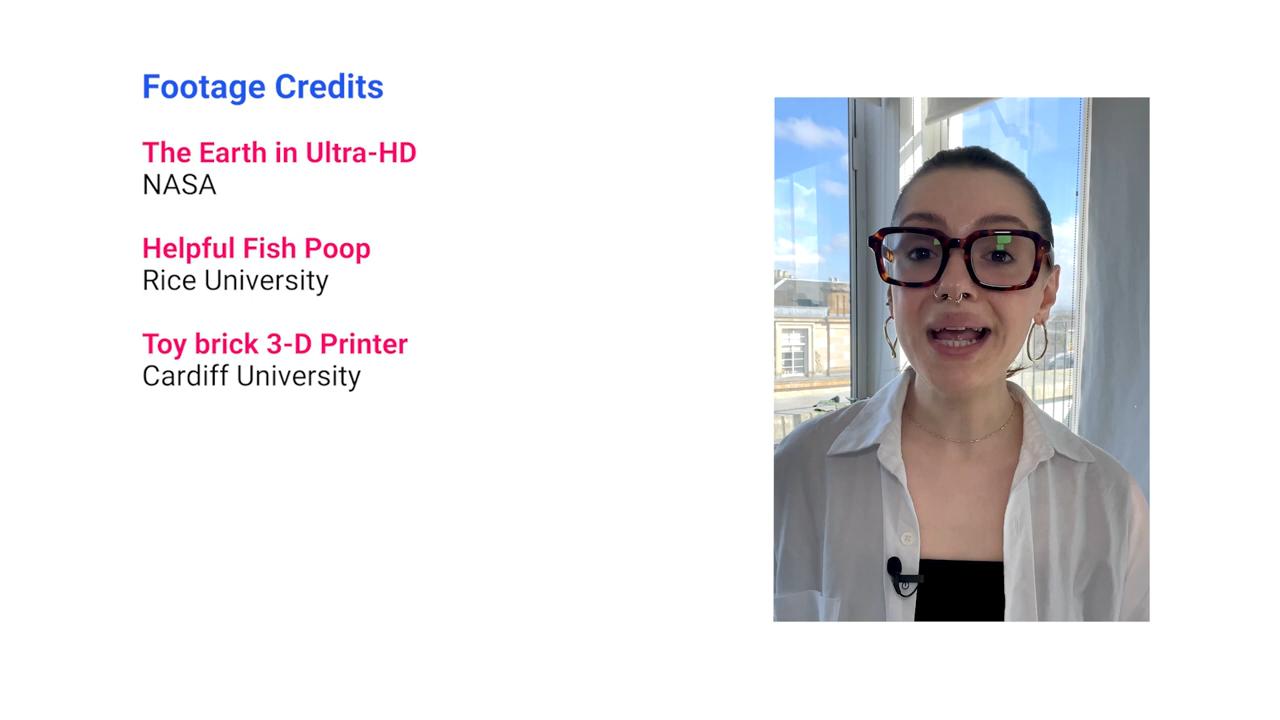 Footage Credits
The Earth in Ultra-HD
NASA
Helpful Fish Poop
Rice University
Toy brick 3-D Printer
Cardiff University